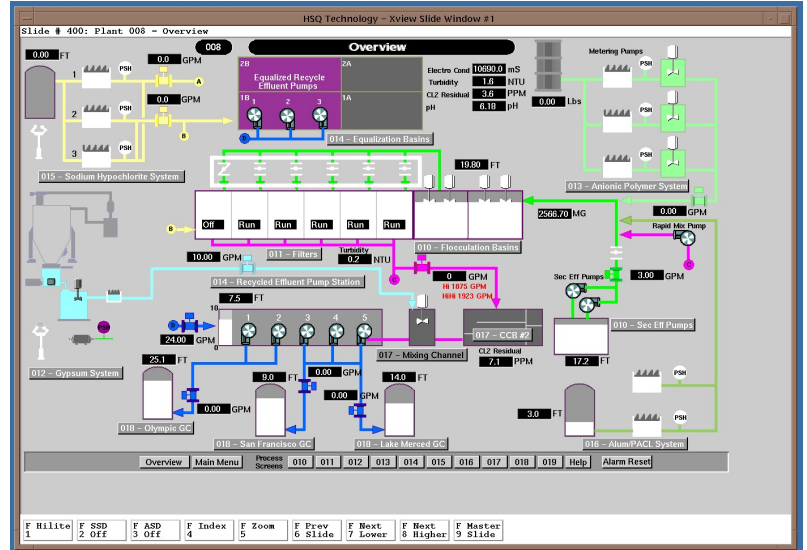 HSQ Technology - Xview Slide Window #1
Slide # 400: Plant 008 - Overview
008
Overview
0.00 FT
1
PSH
0.0 GPM
A
2
PSH
0.0 GPM
B
3
PSH
015 - Sodium Hypochlorite System
2B
2A
Equalized Recycle
Effluent Pumps
1B
1A
1
2
3
014 - Equalization Basins
Electro Cond 10690.0 mS
Turbidity 1.6 NTU
CL2 Residual 3.6 PPM
pH 6.18 pH
0.00 Lbs
Metering Pumps
PSH
PSH
PSH
013 - Anionic Polymer System
0.00 GPM
19.80 FT
2566.70 MG
Rapid Mix Pump
C
Off
Run
Run
Run
Run
Run
B
011 - Filters
010 - Flocculation Basins
10.00 GPM
Turbidity
0.2 NTU
C
0 GPM
Hi 1875 GPM
HiHi 1923 GPM
Sec Eff Pumps
3.00 GPM
014 - Recycled Effluent Pump Station
7.5 FT
10
0
1
2
3
4
5
24.00 GPM
017 - CCB #2
017 - Mixing Channel
CL2 Residual
7.1 PPM
010 - Sec Eff Pumps
17.2 FT
PSH
012 - Gypsum System
25.1 FT
0.00 GPM
018 - Olympic GC
9.0 FT
0.00 GPM
018 - San Francisco GC
14.0 FT
0.00 GPM
018 - Lake Merced GC
PSH
3.0 FT
PSH
016 - Alum/PACL System
Overview
Main Menu
Process
Screens
010
011
012
013
014
015
016
017
018
019
Help
Alarm Reset
F Hilite
1
F SSD
2 Off
F ASD
3 Off
F Index
4
F Zoom
5
F Prev
6 Slide
F Next
7 Lower
F Next
8 Higher
F Master
9 Slide